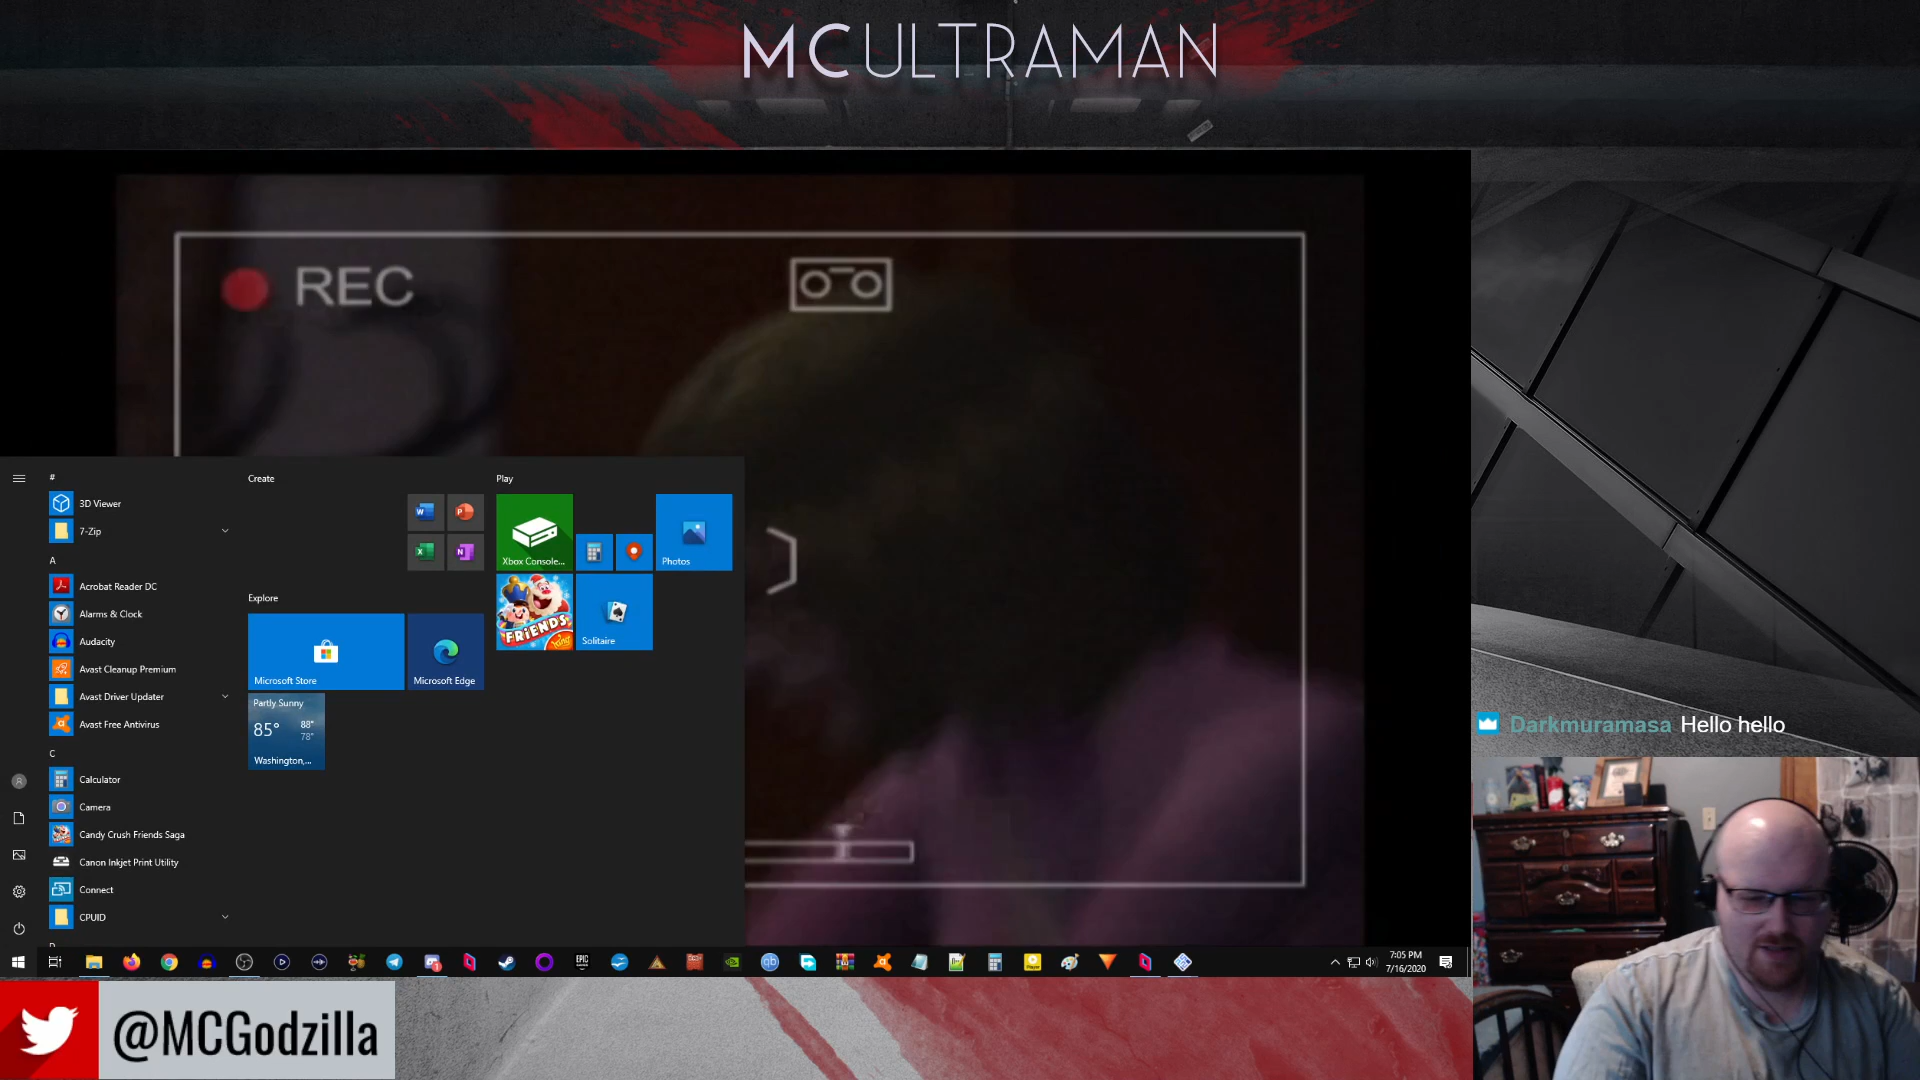 MCULTRAMAN
REC
#
3D Viewer
7-Zip
A
Acrobat Reader DC
Alarms & Clock
Audacity
Avast Cleanup Premium
Avast Driver Updater
Avast Free Antivirus
C
Calculator
Camera
Candy Crush Friends Saga
Canon Inkjet Print Utility
Connect
CPUID
Create
Explore
Microsoft Store
Microsoft Edge
Partly Sunny
85°
88°
78°
Washington,...
Play
Xbox Console...
Photos
FRIENDS
Solitaire
Darkmuramasa Hello hello
EPIC
7:05 PM
7/16/2020
@MCGodzilla